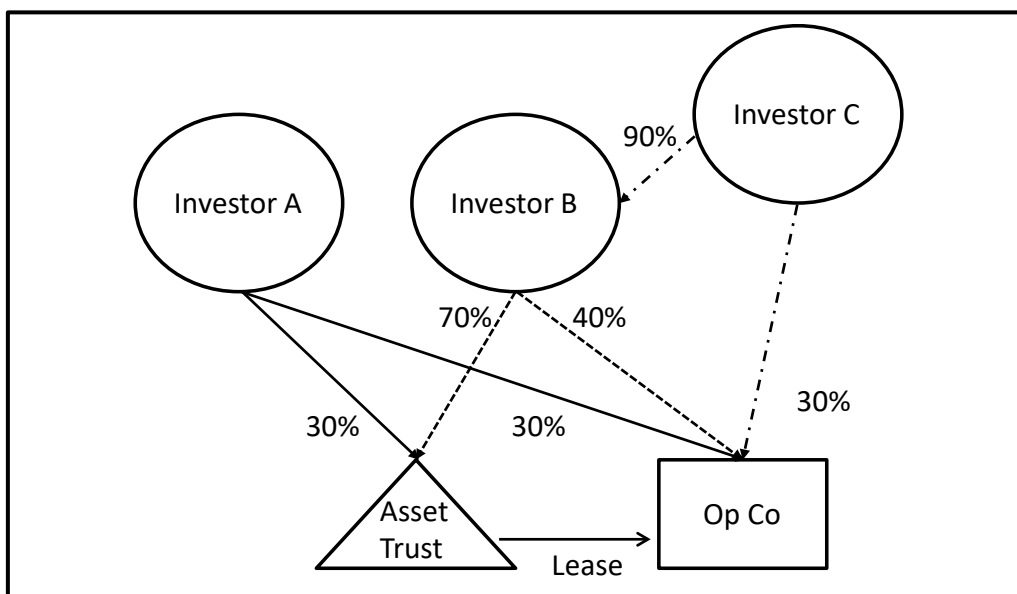 Investor C
90%
Investor A
Investor B
70%
40%
30%
30%
30%
Asset
Trust
Op Co
Lease